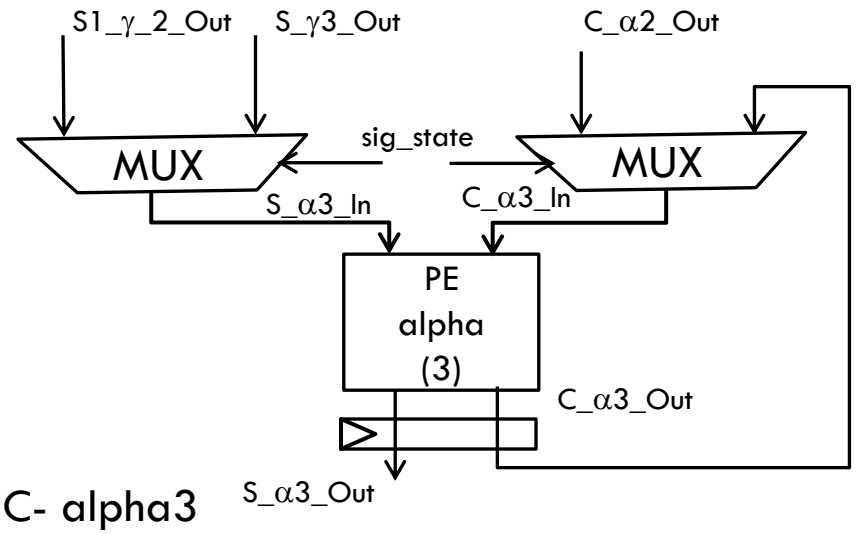 S1_γ_2_Out
S_γ3_Out
C_α2_Out
MUX
sig_state
MUX
S_α3_In
C_α3_In
PE
alpha
(3)
C_α3_Out
S_α3_Out
C- alpha3